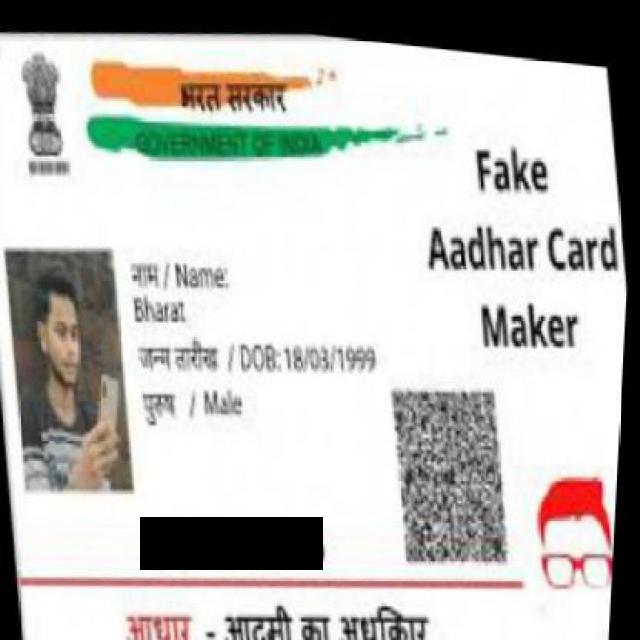 भरत सरकार
GOVERNMENT OF INDIA
Fake
Aadhar Card
Maker
नाम / Name:
Bharat
जन्म तारीख / DOB: 18/03/1999
पुरुष / Male
आधार - आदमी का अधिकार